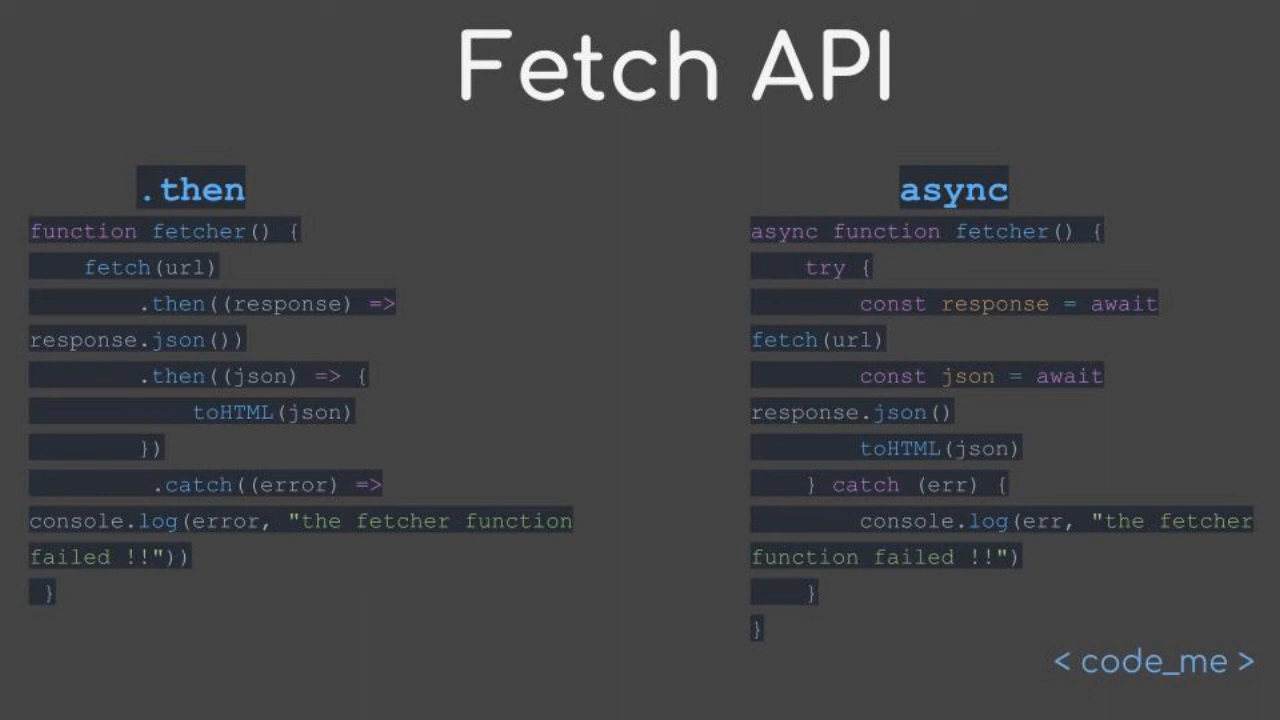 Fetch API
.then
function fetcher() {
    fetch(url)
        .then((response) =>
response.json())
        .then((json) => {
            toHTML(json)
        })
         .catch((error) =>
console.log(error, "the fetcher function
failed !!"))
 }
async
async function fetcher() {
    try {
        const response = await
fetch(url)
        const json = await
response.json()
        toHTML(json)
    } catch (err) {
        console.log(err, "the fetcher
function failed !!")
    }
}
< code_me >